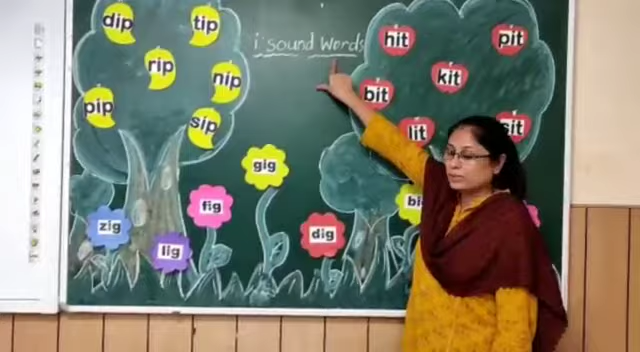 i sound Words
dip
tip
rip
nip
pip
sip
hit
pit
kit
bit
lit
sit
gig
fig
zig
lig
dig